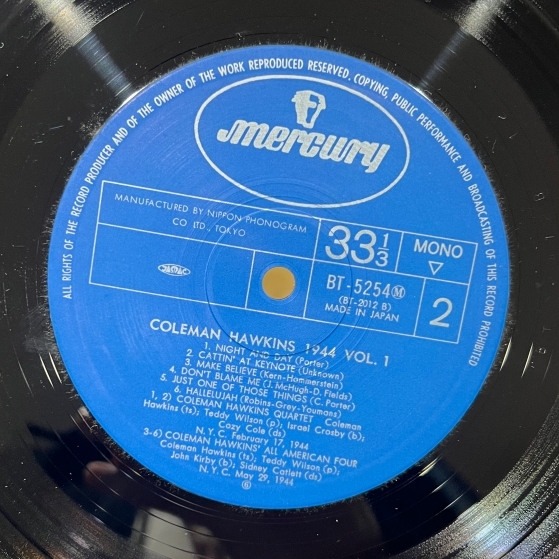 ALL RIGHTS OF THE RECORD PRODUCER AND OF THE OWNER OF THE WORK REPRODUCED RESERVED. COPYING, PUBLIC PERFORMANCE AND BROADCASTING OF THIS RECORD PROHIBITED
mercury
MANUFACTURED BY NIPPON PHONOGRAM
CO LTD., TOKYO
33 1/3
MONO
▽
JASRAC
BT-5254Ⓜ
(BT-2012 B)
MADE IN JAPAN
2
COLEMAN HAWKINS 1944 VOL. 1
1. NIGHT AND DAY (Porter)
2. CATTIN' AT KEYNOTE (Unknown)
3. MAKE BELIEVE (Kern-Hommerstein)
4. DON'T BLAME ME (J. McHugh-D. Fields)
5. JUST ONE OF THOSE THINGS (C. Porter)
6. HALLELUJAH (Robins-Grey-Youmans)
1, 2) COLEMAN HAWKINS QUARTET Coleman
Hawkins (ts); Teddy Wilson (p); Israel Crosby (b);
Cozy Cole (ds)
N.Y.C. February 17, 1944
3-6) COLEMAN HAWKINS' ALL AMERICAN FOUR
Coleman Hawkins (ts); Teddy Wilson (p);
John Kirby (b); Sidney Catlett (ds)
N.Y.C. May 29, 1944